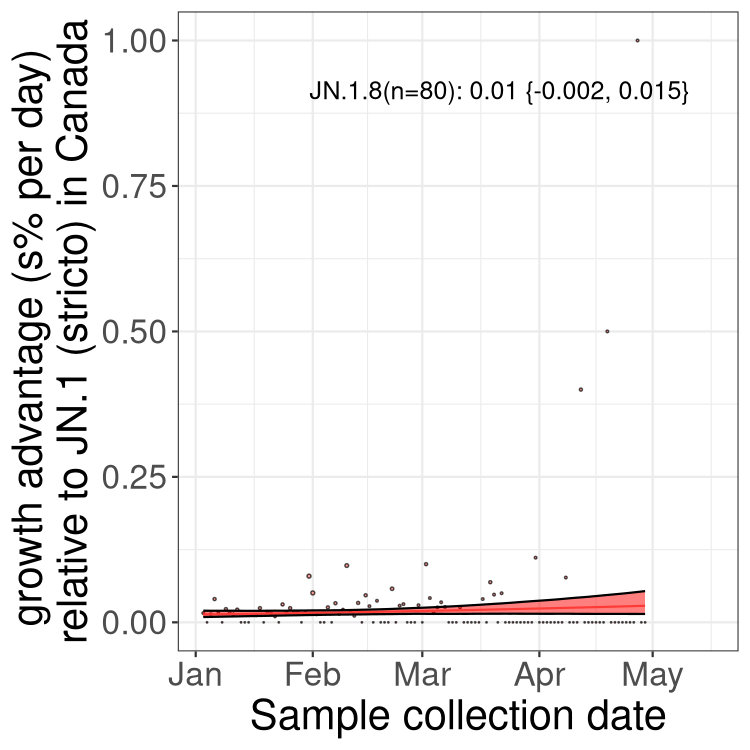 growth advantage (s% per day)
relative to JN.1 (stricto) in Canada
1.00
0.75
0.50
0.25
0.00
JN.1.8(n=80): 0.01 {-0.002, 0.015}
Jan Feb Mar Apr May
Sample collection date